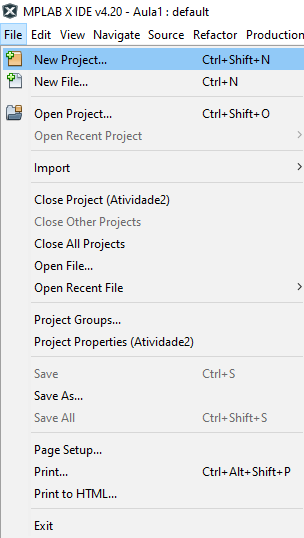 MPLAB X IDE v4.20 - Aula1 : default
File Edit View Navigate Source Refactor Production
New Project... Ctrl+Shift+N
New File... Ctrl+N
Open Project... Ctrl+Shift+O
Open Recent Project
Import
Close Project (Atividade2)
Close Other Projects
Close All Projects
Open File...
Open Recent File
Project Groups...
Project Properties (Atividade2)
Save Ctrl+S
Save As...
Save All Ctrl+Shift+S
Page Setup...
Print... Ctrl+Alt+Shift+P
Print to HTML...
Exit